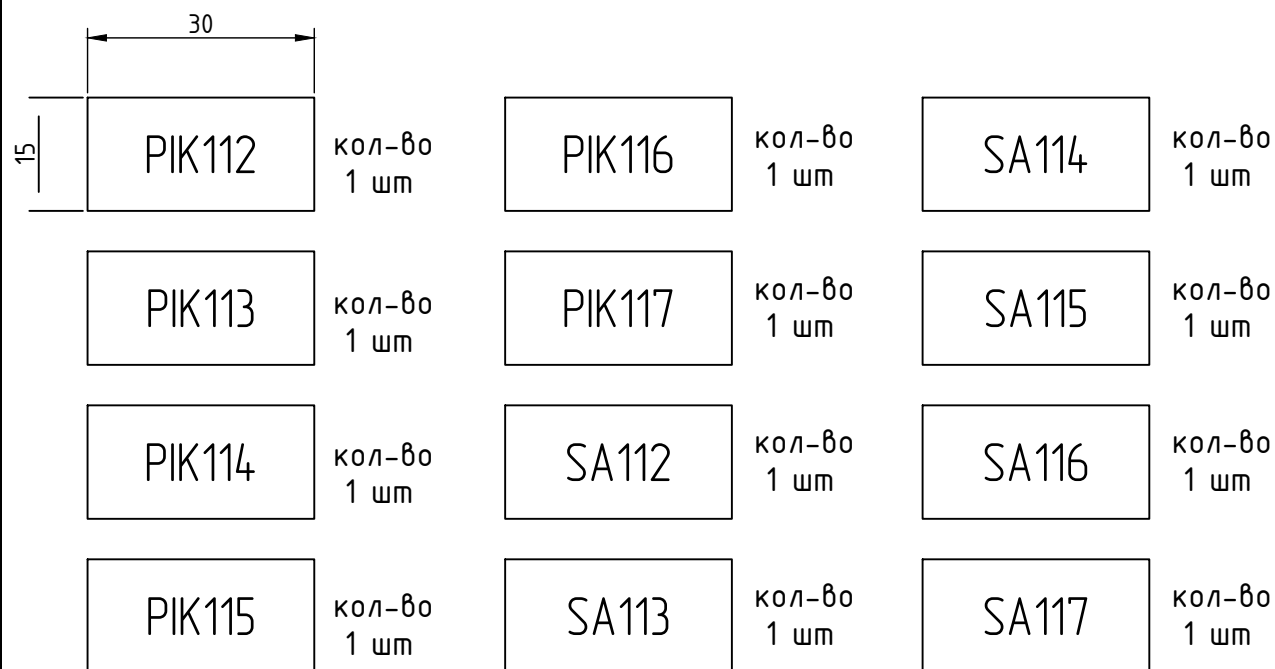 30
15
PIK112
кол-во
1 шт
PIK116
кол-во
1 шт
SA114
кол-во
1 шт
PIK113
кол-во
1 шт
PIK117
кол-во
1 шт
SA115
кол-во
1 шт
PIK114
кол-во
1 шт
SA112
кол-во
1 шт
SA116
кол-во
1 шт
PIK115
кол-во
1 шт
SA113
кол-во
1 шт
SA117
кол-во
1 шт